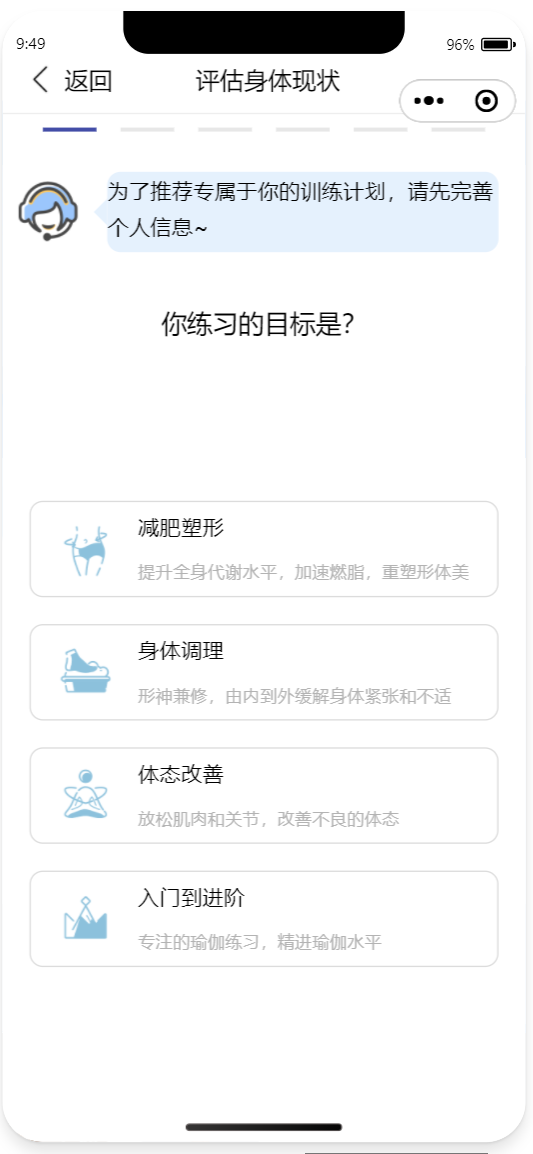 9:49
96%
返回
评估身体现状
为了推荐专属于你的训练计划，请先完善
个人信息~
你练习的目标是？
减肥塑形
提升全身代谢水平，加速燃脂，重塑形体美
身体调理
形神兼修，由内到外缓解身体紧张和不适
体态改善
放松肌肉和关节，改善不良的体态
入门到进阶
专注的瑜伽练习，精进瑜伽水平